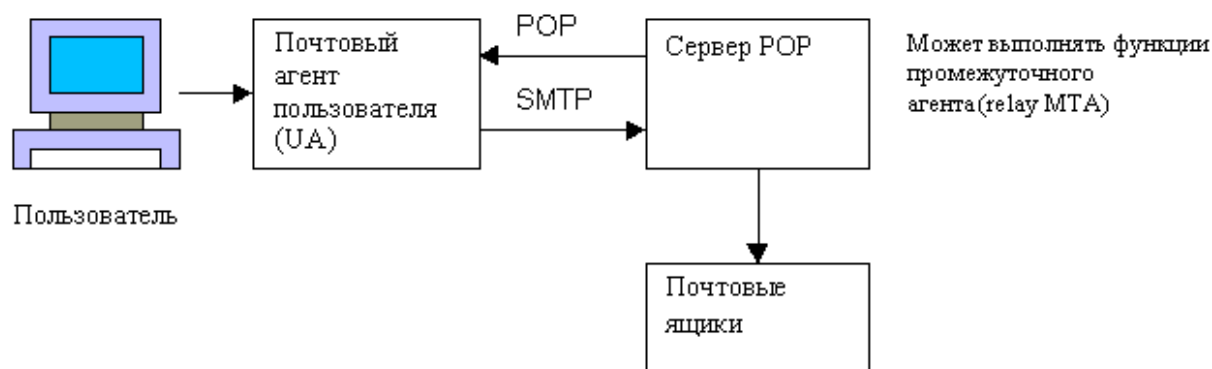 Почтовый
агент
пользователя
(UA)
POP
SMTP
Сервер POP
Может выполнять функции
промежуточного
агента (relay MTA)
Пользователь
Почтовые
ящики